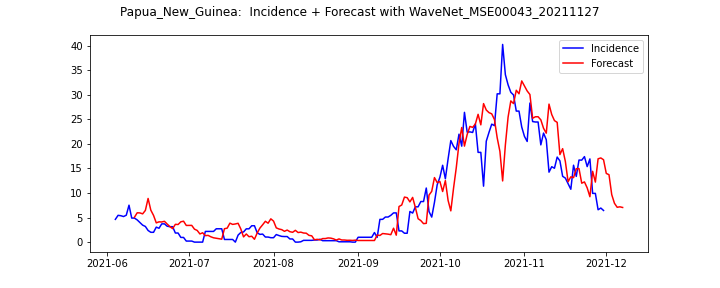 Papua_New_Guinea:  Incidence + Forecast with WaveNet_MSE00043_20211127
Incidence
Forecast
40
35
30
25
20
15
10
5
0
2021-06 2021-07 2021-08 2021-09 2021-10 2021-11 2021-12